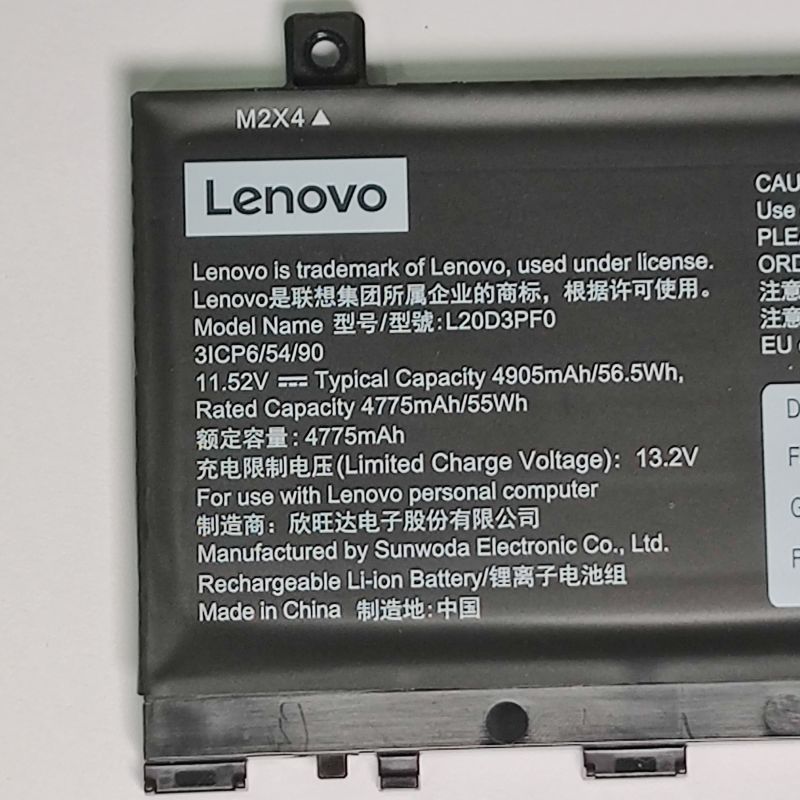 M2X4
Lenovo
Lenovo is trademark of Lenovo, used under license.
Lenovo是联想集团所属企业的商标，根据许可使用。
Model Name 型号/型號:L20D3PF0
3ICP6/54/90
11.52V ⎓ Typical Capacity 4905mAh/56.5Wh,
Rated Capacity 4775mAh/55Wh
额定容量: 4775mAh
充电限制电压(Limited Charge Voltage): 13.2V
For use with Lenovo personal computer
制造商: 欣旺达电子股份有限公司
Manufactured by Sunwoda Electronic Co., Ltd.
Rechargeable Li-ion Battery/锂离子电池组
Made in China 制造地:中国
Use
注意
注意
EU